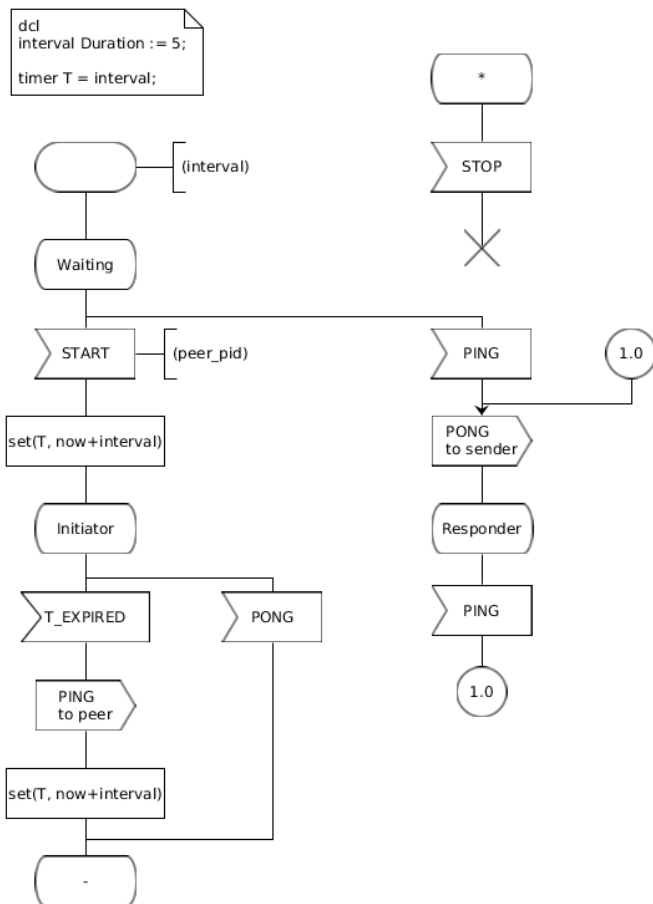 dcl
interval Duration := 5;
timer T = interval;
*
(interval)
STOP
Waiting
START
(peer_pid)
PING
1.0
set(T, now+interval)
PONG
to sender
Initiator
Responder
T_EXPIRED
PONG
PING
PING
to peer
1.0
set(T, now+interval)
-